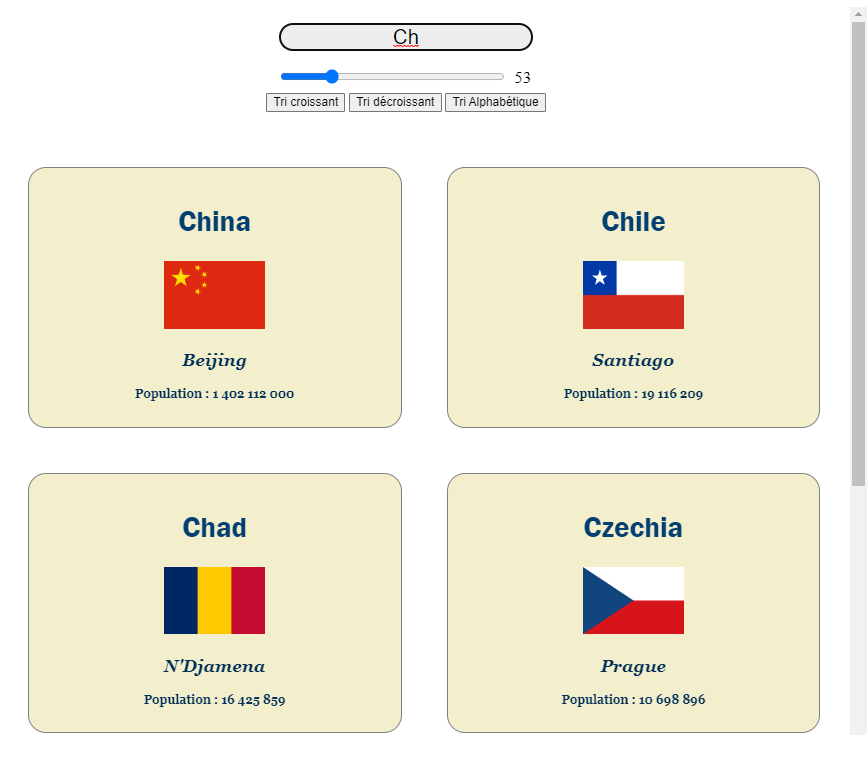 Ch
53
Tri croissant Tri décroissant Tri Alphabétique
China
Beijing
Population : 1 402 112 000
Chile
Santiago
Population : 19 116 209
Chad
N'Djamena
Population : 16 425 859
Czechia
Prague
Population : 10 698 896